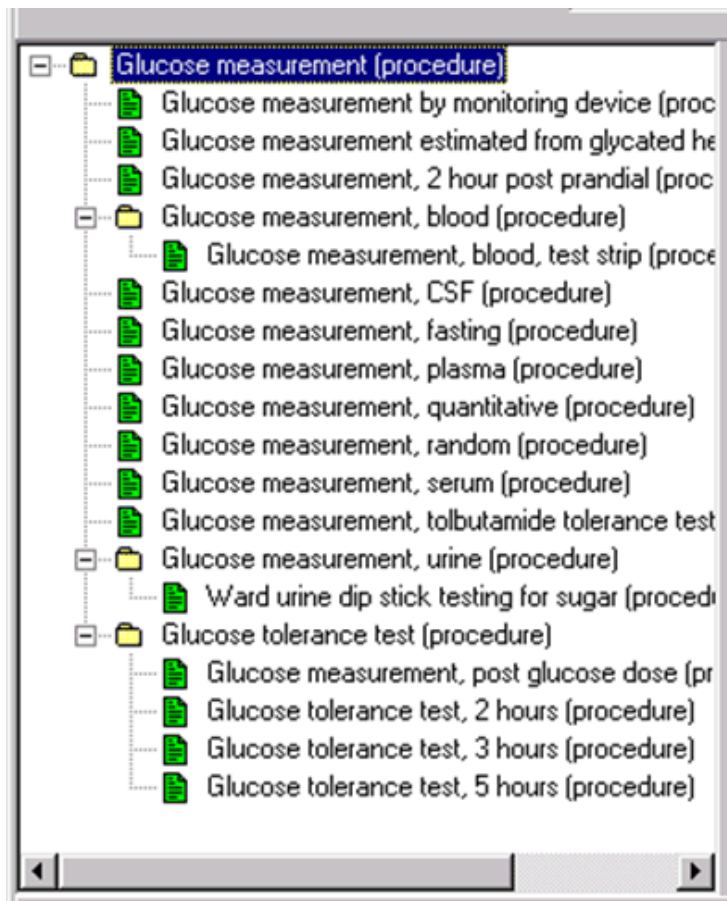 Glucose measurement (procedure)
Glucose measurement by monitoring device (proc
Glucose measurement estimated from glycated he
Glucose measurement, 2 hour post prandial (proc
Glucose measurement, blood (procedure)
Glucose measurement, blood, test strip (proce
Glucose measurement, CSF (procedure)
Glucose measurement, fasting (procedure)
Glucose measurement, plasma (procedure)
Glucose measurement, quantitative (procedure)
Glucose measurement, random (procedure)
Glucose measurement, serum (procedure)
Glucose measurement, tolbutamide tolerance test
Glucose measurement, urine (procedure)
Ward urine dip stick testing for sugar (procedu
Glucose tolerance test (procedure)
Glucose measurement, post glucose dose (pr
Glucose tolerance test, 2 hours (procedure)
Glucose tolerance test, 3 hours (procedure)
Glucose tolerance test, 5 hours (procedure)